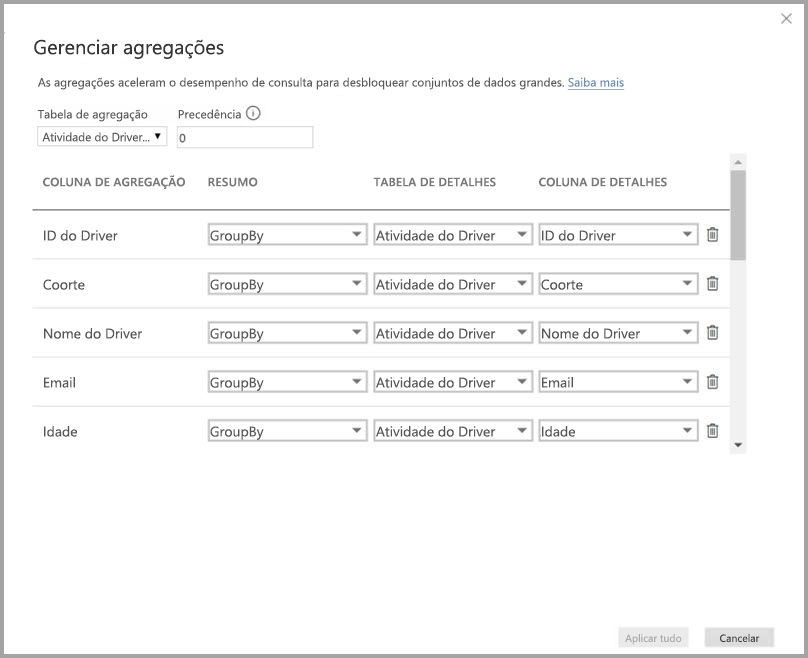 Gerenciar agregações
As agregações aceleram o desempenho de consulta para desbloquear conjuntos de dados grandes. Saiba mais
Tabela de agregação Precedência
Atividade do Driver... 0
COLUNA DE AGREGAÇÃO RESUMO TABELA DE DETALHES COLUNA DE DETALHES
ID do Driver GroupBy Atividade do Driver ID do Driver
Coorte GroupBy Atividade do Driver Coorte
Nome do Driver GroupBy Atividade do Driver Nome do Driver
Email GroupBy Atividade do Driver Email
Idade GroupBy Atividade do Driver Idade
Aplicar tudo Cancelar